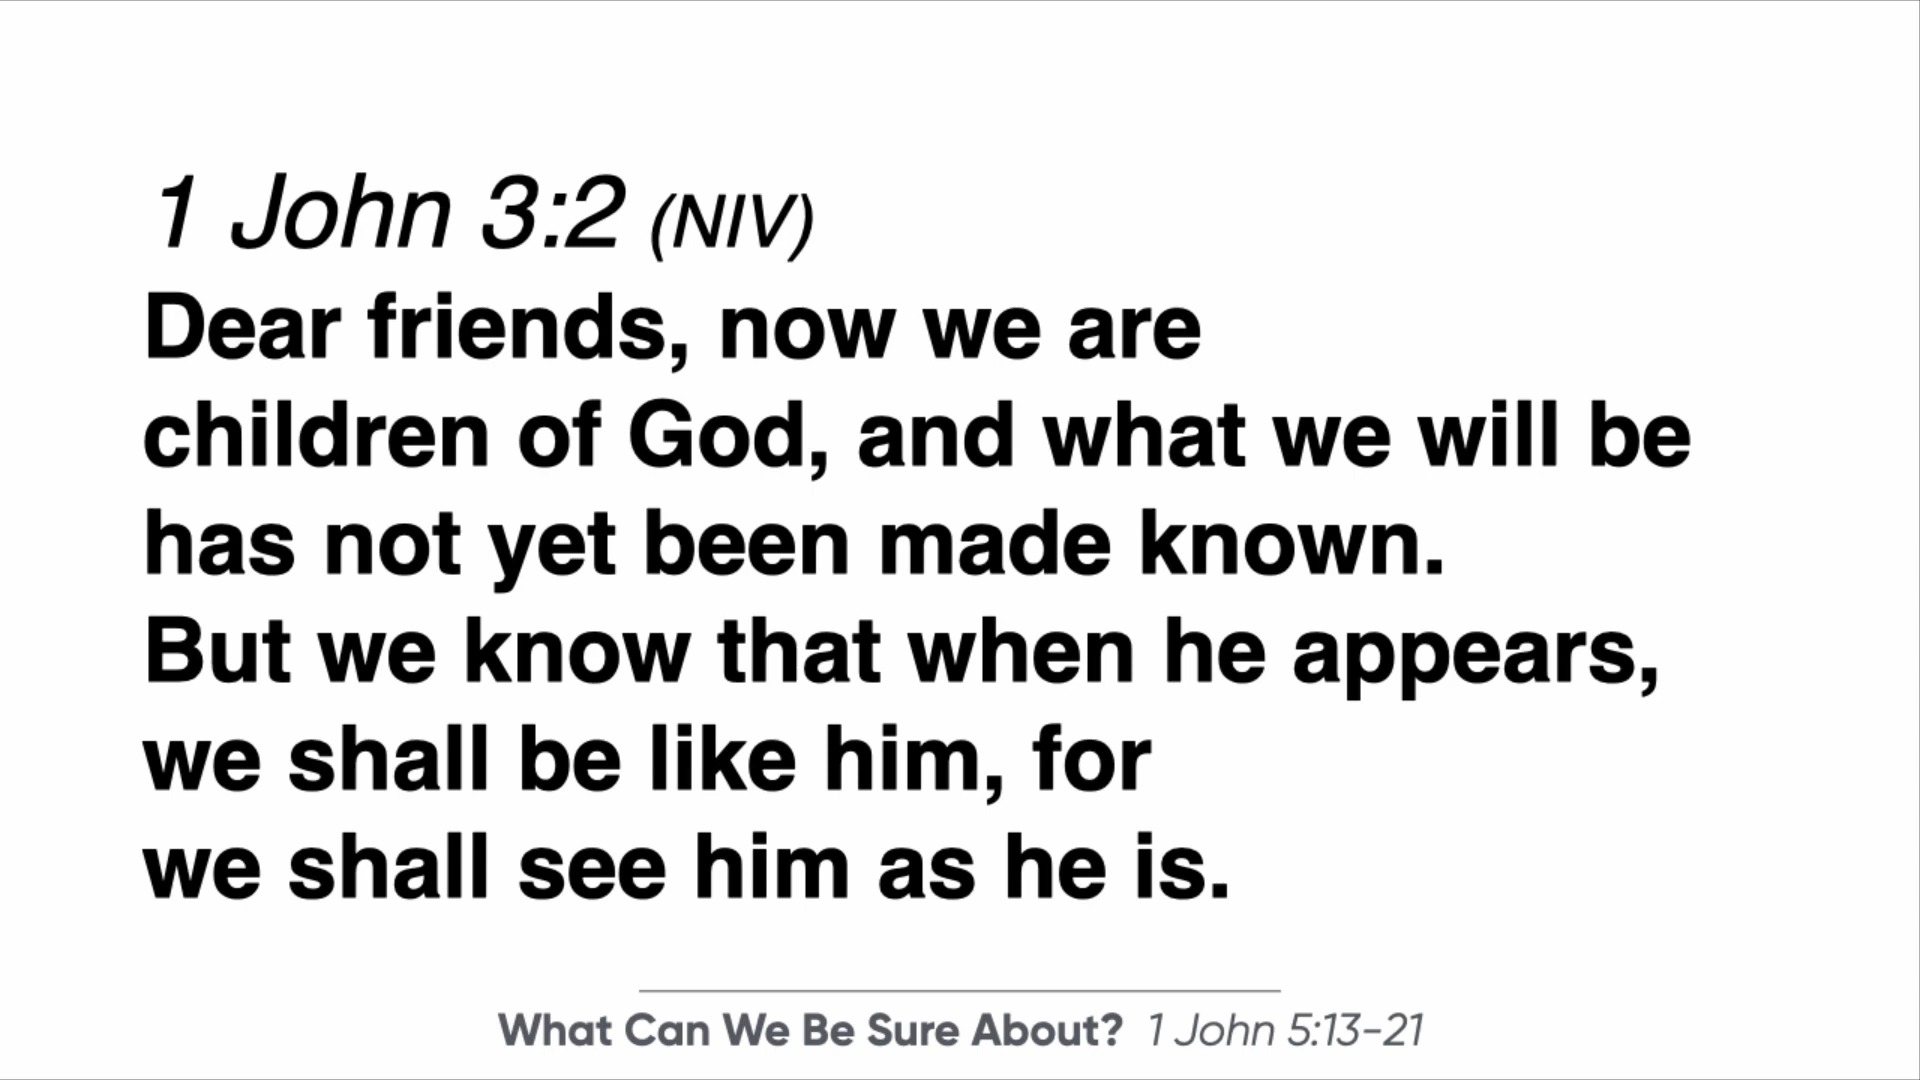 1 John 3:2 (NIV)
Dear friends, now we are
children of God, and what we will be
has not yet been made known.
But we know that when he appears,
we shall be like him, for
we shall see him as he is.
What Can We Be Sure About? 1 John 5:13–21